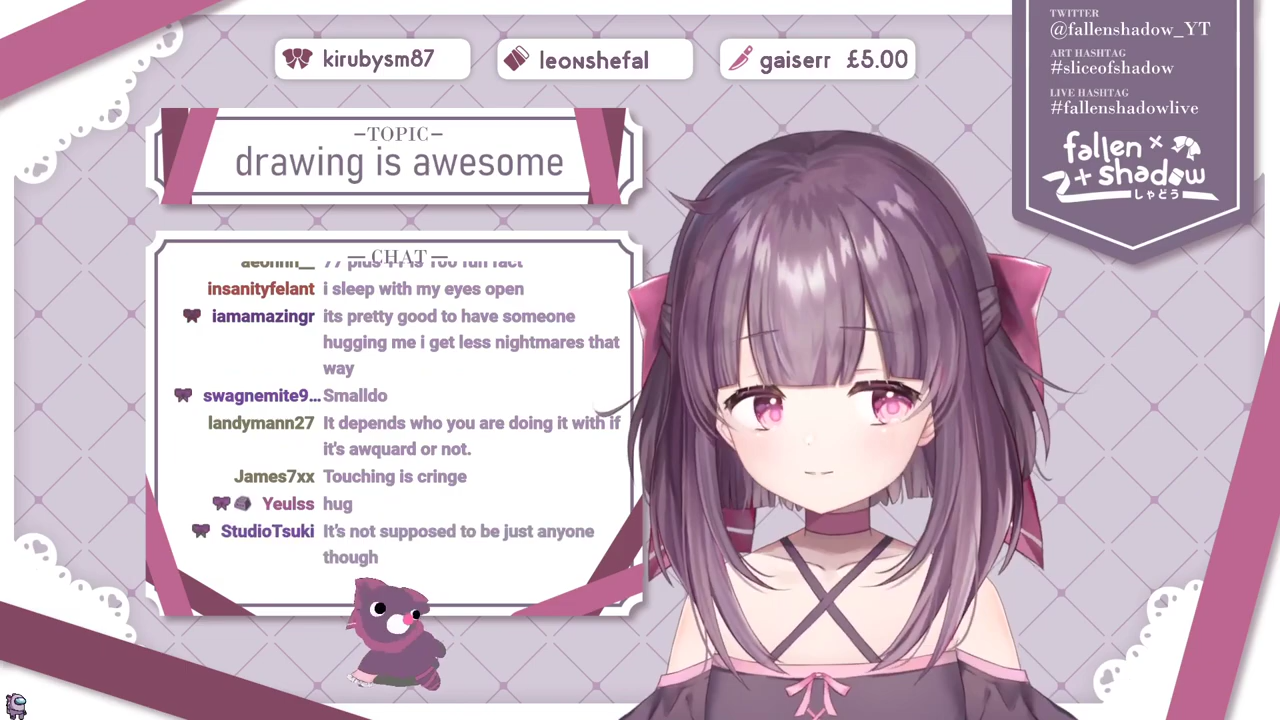 TWITTER
@fallenshadow_YT
ART HASHTAG
#sliceofshadow
LIVE HASHTAG
#fallenshadowlive
fallen ×
shadow
しゃどう
kirubysm87
leonshefal
gaiserr £5.00
–TOPIC–
drawing is awesome
— CHAT —
insanityfelant i sleep with my eyes open
iamamazingr its pretty good to have someone
hugging me i get less nightmares that
way
swagnemite9... Smalldo
landymann27 It depends who you are doing it with if
it's awquard or not.
James7xx Touching is cringe
Yeulss hug
StudioTsuki It's not supposed to be just anyone
though